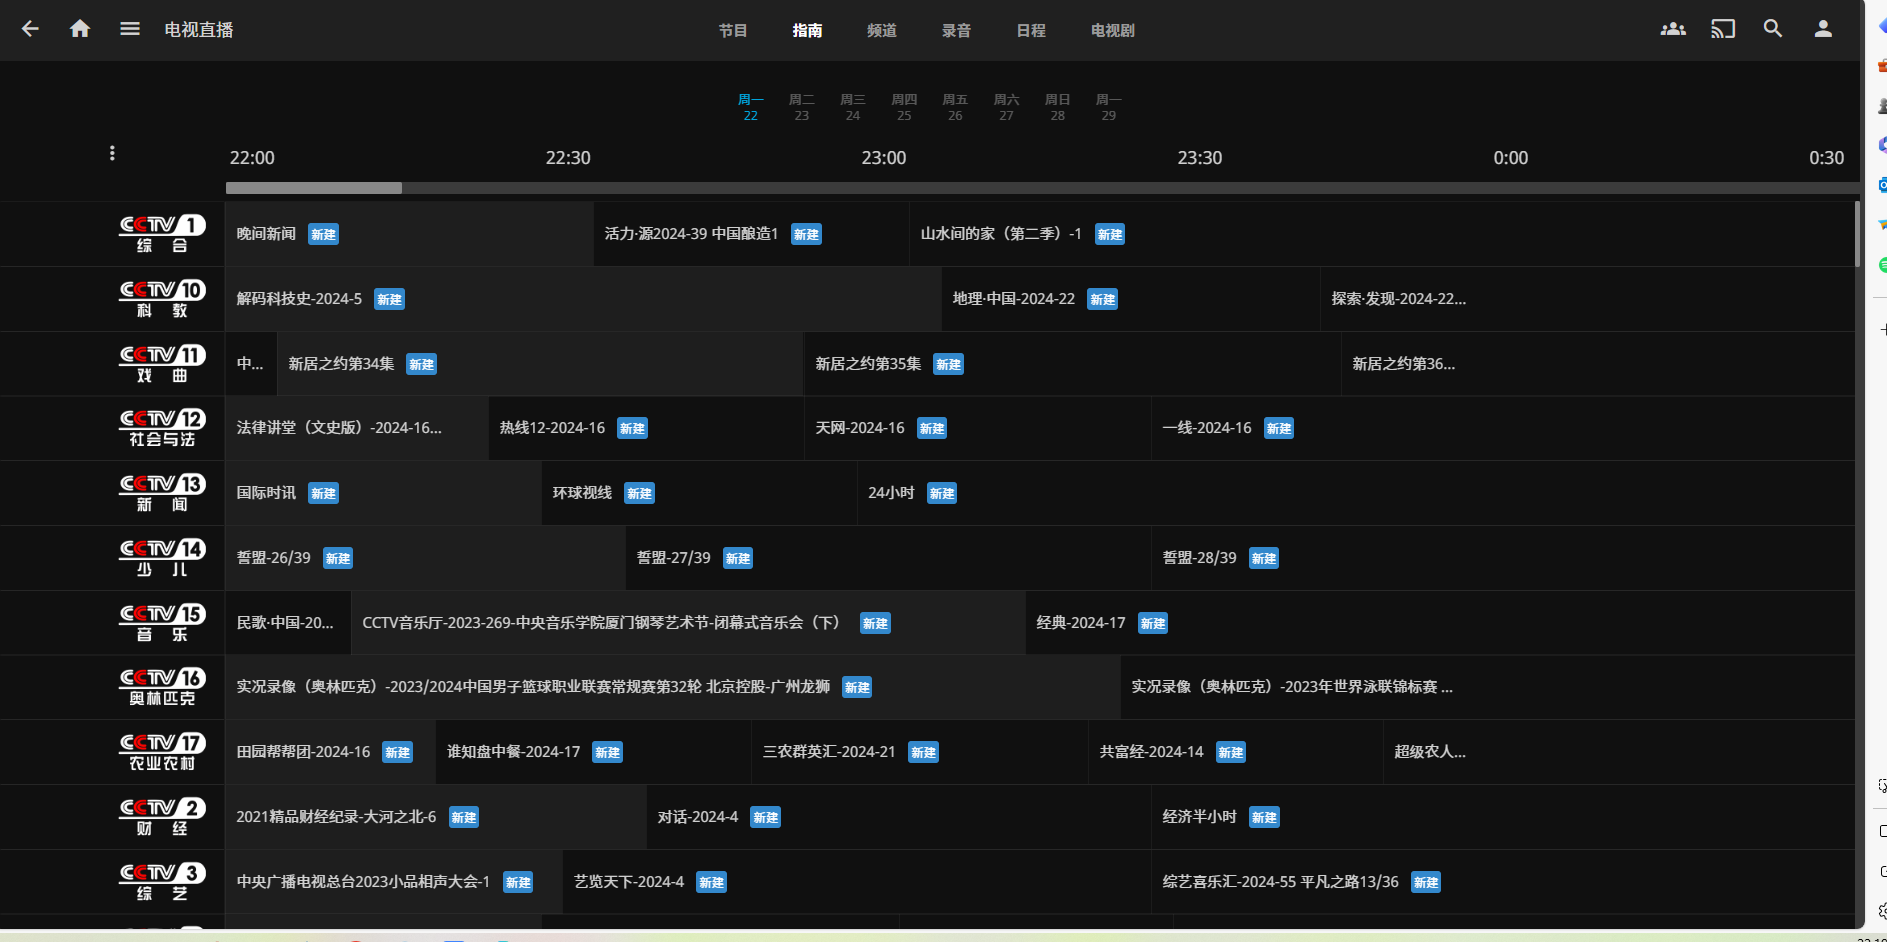 电视直播
节目 指南 频道 录音 日程 电视剧
周一 周二 周三 周四 周五 周六 周日 周一
22 23 24 25 26 27 28 29
22:00 22:30 23:00 23:30 0:00 0:30
CCTV 1 综合
晚间新闻 新建 活力·源2024-39 中国酿造1 新建 山水间的家（第二季）-1 新建
CCTV 10 科教
解码科技史-2024-5 新建 地理·中国-2024-22 新建 探索·发现-2024-22...
CCTV 11 戏曲
中... 新居之约第34集 新建 新居之约第35集 新建 新居之约第36...
CCTV 12 社会与法
法律讲堂（文史版）-2024-16... 热线12-2024-16 新建 天网-2024-16 新建 一线-2024-16 新建
CCTV 13 新闻
国际时讯 新建 环球视线 新建 24小时 新建
CCTV 14 少儿
誓盟-26/39 新建 誓盟-27/39 新建 誓盟-28/39 新建
CCTV 15 音乐
民歌·中国-20... CCTV音乐厅-2023-269-中央音乐学院厦门钢琴艺术节-闭幕式音乐会（下） 新建 经典-2024-17 新建
CCTV 16 奥林匹克
实况录像（奥林匹克）-2023/2024中国男子篮球职业联赛常规赛第32轮 北京控股-广州龙狮 新建 实况录像（奥林匹克）-2023年世界泳联锦标赛 ...
CCTV 17 农业农村
田园帮帮团-2024-16 新建 谁知盘中餐-2024-17 新建 三农群英汇-2024-21 新建 共富经-2024-14 新建 超级农人...
CCTV 2 财经
2021精品财经纪录-大河之北-6 新建 对话-2024-4 新建 经济半小时 新建
CCTV 3 综艺
中央广播电视总台2023小品相声大会-1 新建 艺览天下-2024-4 新建 综艺喜乐汇-2024-55 平凡之路13/36 新建